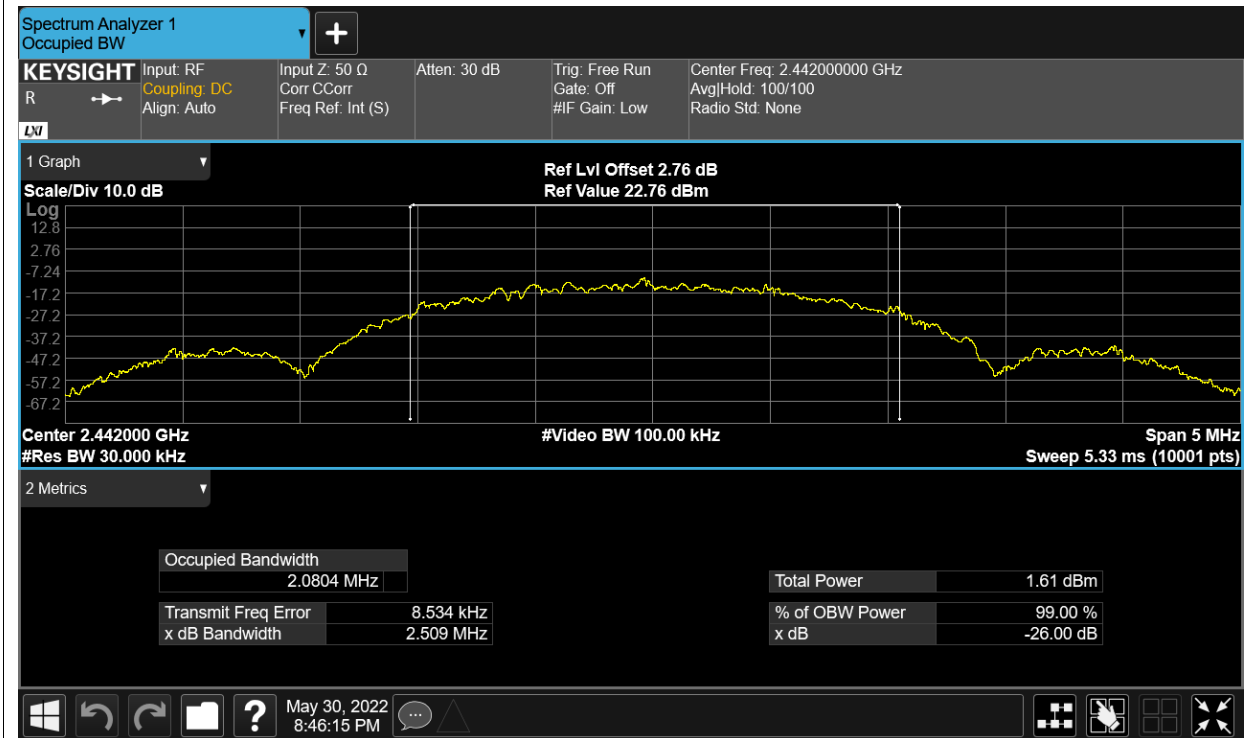 Spectrum Analyzer 1
Occupied BW
KEYSIGHT
R
LXI
Input: RF
Coupling: DC
Align: Auto
Input Z: 50 Ω
Corr CCorr
Freq Ref: Int (S)
Atten: 30 dB
Trig: Free Run
Gate: Off
#IF Gain: Low
Center Freq: 2.442000000 GHz
Avg|Hold: 100/100
Radio Std: None
1 Graph
Scale/Div 10.0 dB
Ref Lvl Offset 2.76 dB
Ref Value 22.76 dBm
Log
12.8
2.76
-7.24
-17.2
-27.2
-37.2
-47.2
-57.2
-67.2
Center 2.442000 GHz
#Video BW 100.00 kHz
Span 5 MHz
#Res BW 30.000 kHz
Sweep 5.33 ms (10001 pts)
2 Metrics
Occupied Bandwidth
2.0804 MHz
Total Power 1.61 dBm
Transmit Freq Error 8.534 kHz
% of OBW Power 99.00 %
x dB Bandwidth 2.509 MHz
x dB -26.00 dB
?
May 30, 2022
8:46:15 PM